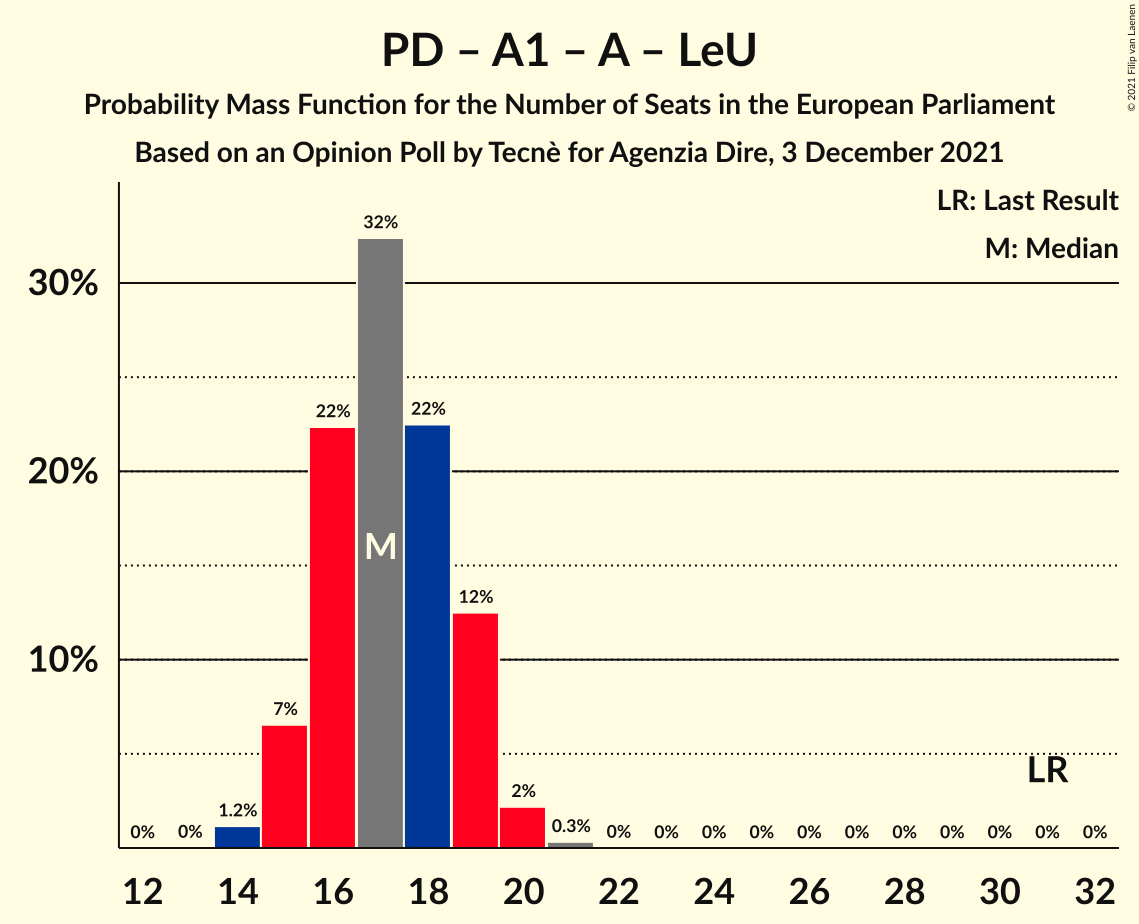 PD – A1 – A – LeU
Probability Mass Function for the Number of Seats in the European Parliament
Based on an Opinion Poll by Tecnè for Agenzia Dire, 3 December 2021
© 2021 Filip van Laenen
LR: Last Result
M: Median
30%
20%
10%
0%
0%
1.2%
7%
22%
32%
22%
12%
2%
0.3%
0%
0%
0%
0%
0%
0%
0%
0%
0%
0%
0%
M
LR
12 14 16 18 20 22 24 26 28 30 32